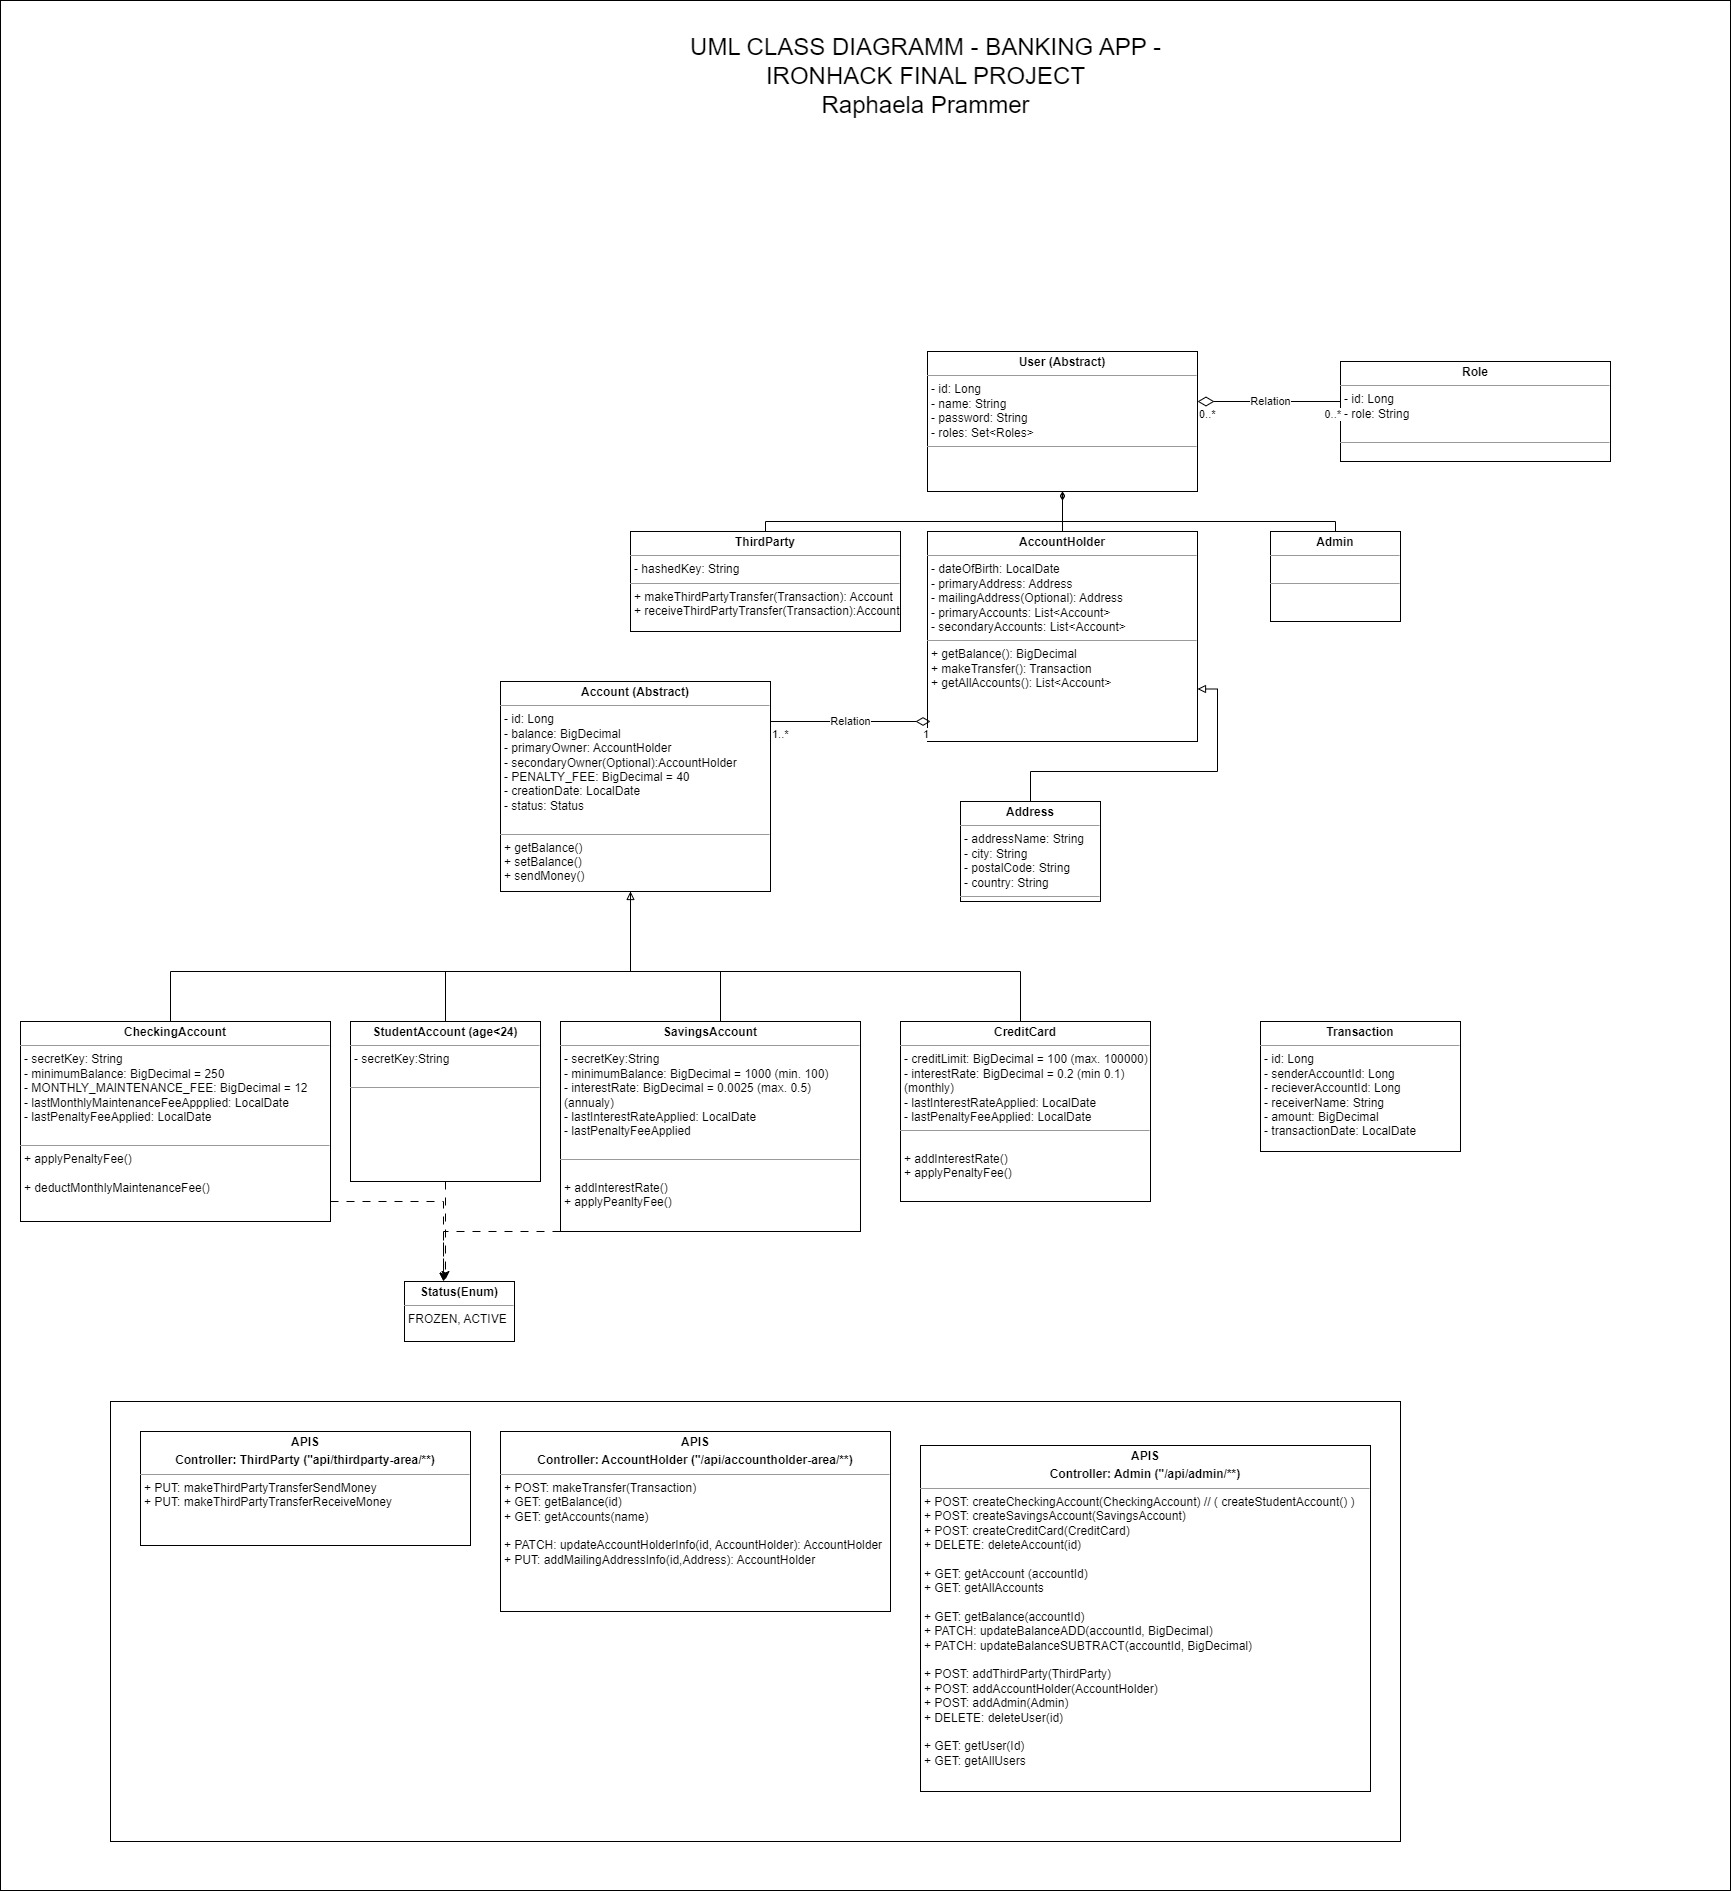 UML CLASS DIAGRAMM - BANKING APP -
IRONHACK FINAL PROJECT
Raphaela Prammer
User (Abstract)
- id: Long
- name: String
- password: String
- roles: Set<Roles>
Relation
0..*
0..*
Role
- id: Long
- role: String
ThirdParty
- hashedKey: String
+ makeThirdPartyTransfer(Transaction): Account
+ receiveThirdPartyTransfer(Transaction):Account
AccountHolder
- dateOfBirth: LocalDate
- primaryAddress: Address
- mailingAddress(Optional): Address
- primaryAccounts: List<Account>
- secondaryAccounts: List<Account>
+ getBalance(): BigDecimal
+ makeTransfer(): Transaction
+ getAllAccounts(): List<Account>
Admin
Account (Abstract)
- id: Long
- balance: BigDecimal
- primaryOwner: AccountHolder
- secondaryOwner(Optional):AccountHolder
- PENALTY_FEE: BigDecimal = 40
- creationDate: LocalDate
- status: Status
+ getBalance()
+ setBalance()
+ sendMoney()
Relation
1..*
1
Address
- addressName: String
- city: String
- postalCode: String
- country: String
CheckingAccount
- secretKey: String
- minimumBalance: BigDecimal = 250
- MONTHLY_MAINTENANCE_FEE: BigDecimal = 12
- lastMonthlyMaintenanceFeeAppplied: LocalDate
- lastPenaltyFeeApplied: LocalDate
+ applyPenaltyFee()
+ deductMonthlyMaintenanceFee()
StudentAccount (age<24)
- secretKey:String
SavingsAccount
- secretKey:String
- minimumBalance: BigDecimal = 1000 (min. 100)
- interestRate: BigDecimal = 0.0025 (max. 0.5)
(annualy)
- lastInterestRateApplied: LocalDate
- lastPenaltyFeeApplied
+ addInterestRate()
+ applyPeanltyFee()
CreditCard
- creditLimit: BigDecimal = 100 (max. 100000)
- interestRate: BigDecimal = 0.2 (min 0.1)
(monthly)
- lastInterestRateApplied: LocalDate
- lastPenaltyFeeApplied: LocalDate
+ addInterestRate()
+ applyPenaltyFee()
Transaction
- id: Long
- senderAccountId: Long
- recieverAccountId: Long
- receiverName: String
- amount: BigDecimal
- transactionDate: LocalDate
Status(Enum)
FROZEN, ACTIVE
APIS
Controller: ThirdParty ("api/thirdparty-area/**)
+ PUT: makeThirdPartyTransferSendMoney
+ PUT: makeThirdPartyTransferReceiveMoney
APIS
Controller: AccountHolder ("/api/accountholder-area/**)
+ POST: makeTransfer(Transaction)
+ GET: getBalance(id)
+ GET: getAccounts(name)
+ PATCH: updateAccountHolderInfo(id, AccountHolder): AccountHolder
+ PUT: addMailingAddressInfo(id,Address): AccountHolder
APIS
Controller: Admin ("/api/admin/**)
+ POST: createCheckingAccount(CheckingAccount) // ( createStudentAccount() )
+ POST: createSavingsAccount(SavingsAccount)
+ POST: createCreditCard(CreditCard)
+ DELETE: deleteAccount(id)
+ GET: getAccount (accountId)
+ GET: getAllAccounts
+ GET: getBalance(accountId)
+ PATCH: updateBalanceADD(accountId, BigDecimal)
+ PATCH: updateBalanceSUBTRACT(accountId, BigDecimal)
+ POST: addThirdParty(ThirdParty)
+ POST: addAccountHolder(AccountHolder)
+ POST: addAdmin(Admin)
+ DELETE: deleteUser(id)
+ GET: getUser(Id)
+ GET: getAllUsers